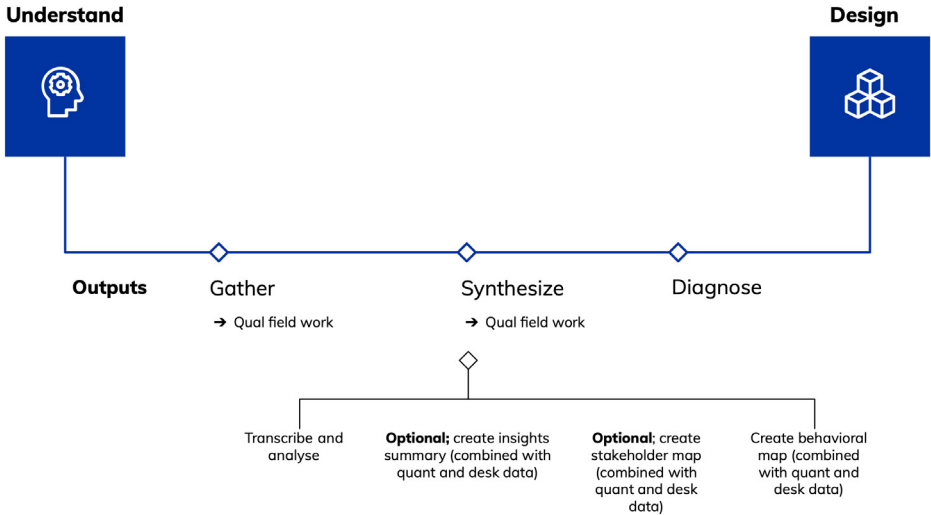 Understand
Design
Outputs
Gather
Synthesize
Diagnose
➔ Qual field work
➔ Qual field work
Transcribe and
analyse
Optional; create insights
summary (combined with
quant and desk data)
Optional; create
stakeholder map
(combined with
quant and desk
data)
Create behavioral
map (combined
with quant and
desk data)